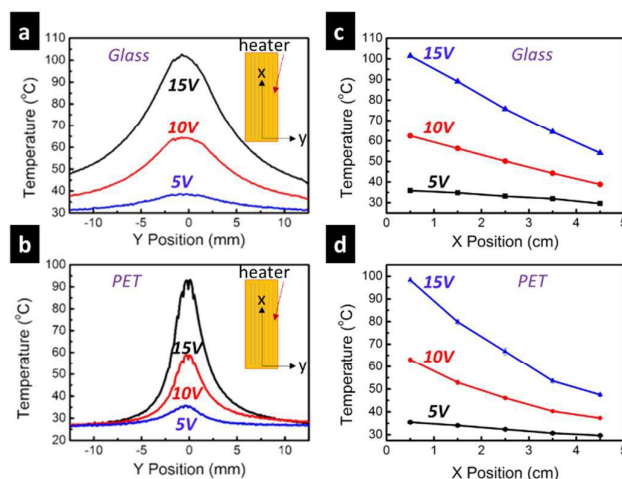 a
Glass
heater
x
y
15V
10V
5V
110
100
90
80
70
60
50
40
30
-10
-5
0
5
10
Temperature (°C)
Y Position (mm)
c
Glass
15V
10V
5V
110
100
90
80
70
60
50
40
30
0
1
2
3
4
5
Temperature (°C)
X Position (cm)
b
PET
heater
x
y
15V
10V
5V
100
90
80
70
60
50
40
30
20
-10
-5
0
5
10
Temperature (°C)
Y Position (mm)
d
PET
15V
10V
5V
100
90
80
70
60
50
40
30
0
1
2
3
4
5
Temperature (°C)
X Position (cm)